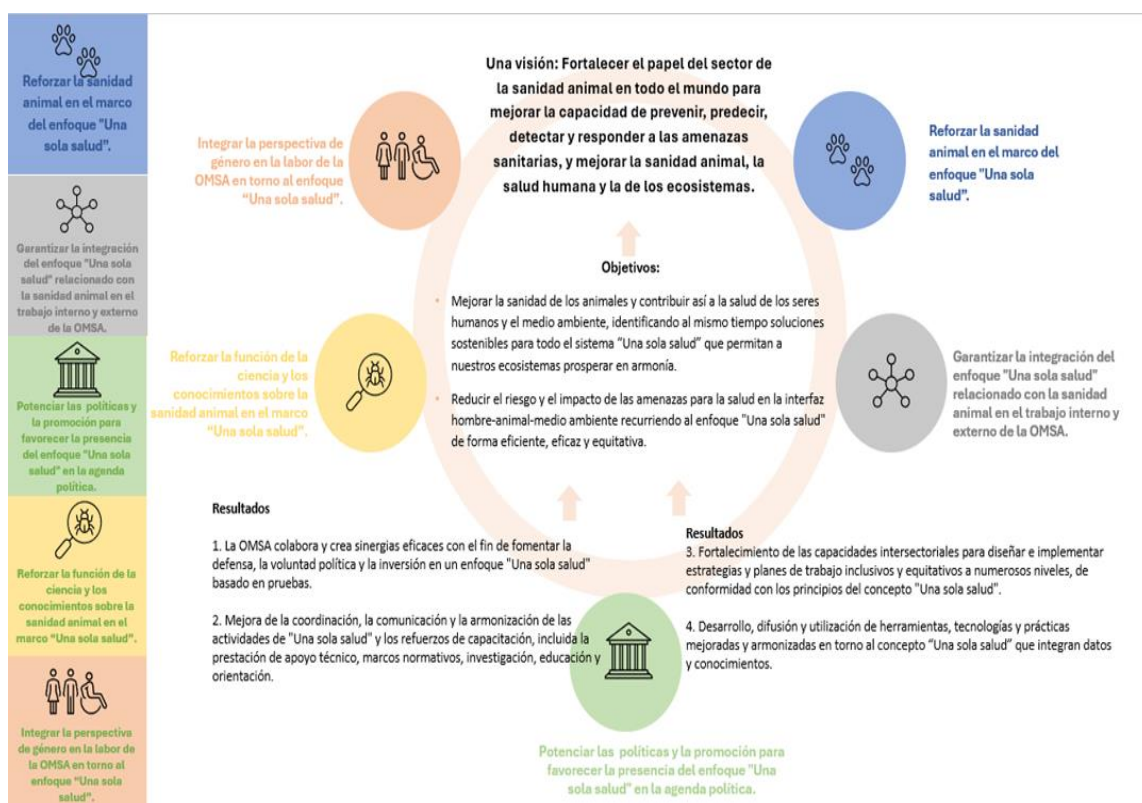 Reforzar la sanidad
animal en el marco
del enfoque "Una
sola salud”.
Garantizar la integración
del enfoque "Una sola
salud" relacionado con
la sanidad animal en el
trabajo interno y externo
de la OMSA.
Potenciar las políticas y
la promoción para
favorecer la presencia
del enfoque "Una sola
salud" en la agenda
política.
Reforzar la función de la
ciencia y los
conocimientos sobre la
sanidad animal en el
marco “Una sola salud”.
Integrar la perspectiva
de género en la labor de
la OMSA en torno al
enfoque “Una sola
salud”.
Una visión: Fortalecer el papel del sector de
la sanidad animal en todo el mundo para
mejorar la capacidad de prevenir, predecir,
detectar y responder a las amenazas
sanitarias, y mejorar la sanidad animal, la
salud humana y la de los ecosistemas.
Integrar la perspectiva de
género en la labor de la
OMSA en torno al enfoque
“Una sola salud”.
Reforzar la sanidad
animal en el marco del
enfoque "Una sola
salud”.
Objetivos:
• Mejorar la sanidad de los animales y contribuir así a la salud de los seres
humanos y el medio ambiente, identificando al mismo tiempo soluciones
sostenibles para todo el sistema “Una sola salud” que permitan a
nuestros ecosistemas prosperar en armonía.
• Reducir el riesgo y el impacto de las amenazas para la salud en la interfaz
hombre-animal-medio ambiente recurriendo al enfoque "Una sola salud"
de forma eficiente, eficaz y equitativa.
Reforzar la función de la
ciencia y los
conocimientos sobre la
sanidad animal en el marco
“Una sola salud”.
Garantizar la integración del
enfoque "Una sola salud"
relacionado con la sanidad
animal en el trabajo interno y
externo de la OMSA.
Resultados
1. La OMSA colabora y crea sinergias eficaces con el fin de fomentar la
defensa, la voluntad política y la inversión en un enfoque "Una sola salud"
basado en pruebas.
2. Mejora de la coordinación, la comunicación y la armonización de las
actividades de "Una sola salud" y los refuerzos de capacitación, incluida la
prestación de apoyo técnico, marcos normativos, investigación, educación y
orientación.
Resultados
3. Fortalecimiento de las capacidades intersectoriales para diseñar e implementar
estrategias y planes de trabajo inclusivos y equitativos a numerosos niveles, de
conformidad con los principios del concepto "Una sola salud".
4. Desarrollo, difusión y utilización de herramientas, tecnologías y prácticas
mejoradas y armonizadas en torno al concepto “Una sola salud” que integran datos
y conocimientos.
Potenciar las políticas y la promoción para
favorecer la presencia del enfoque "Una
sola salud" en la agenda política.